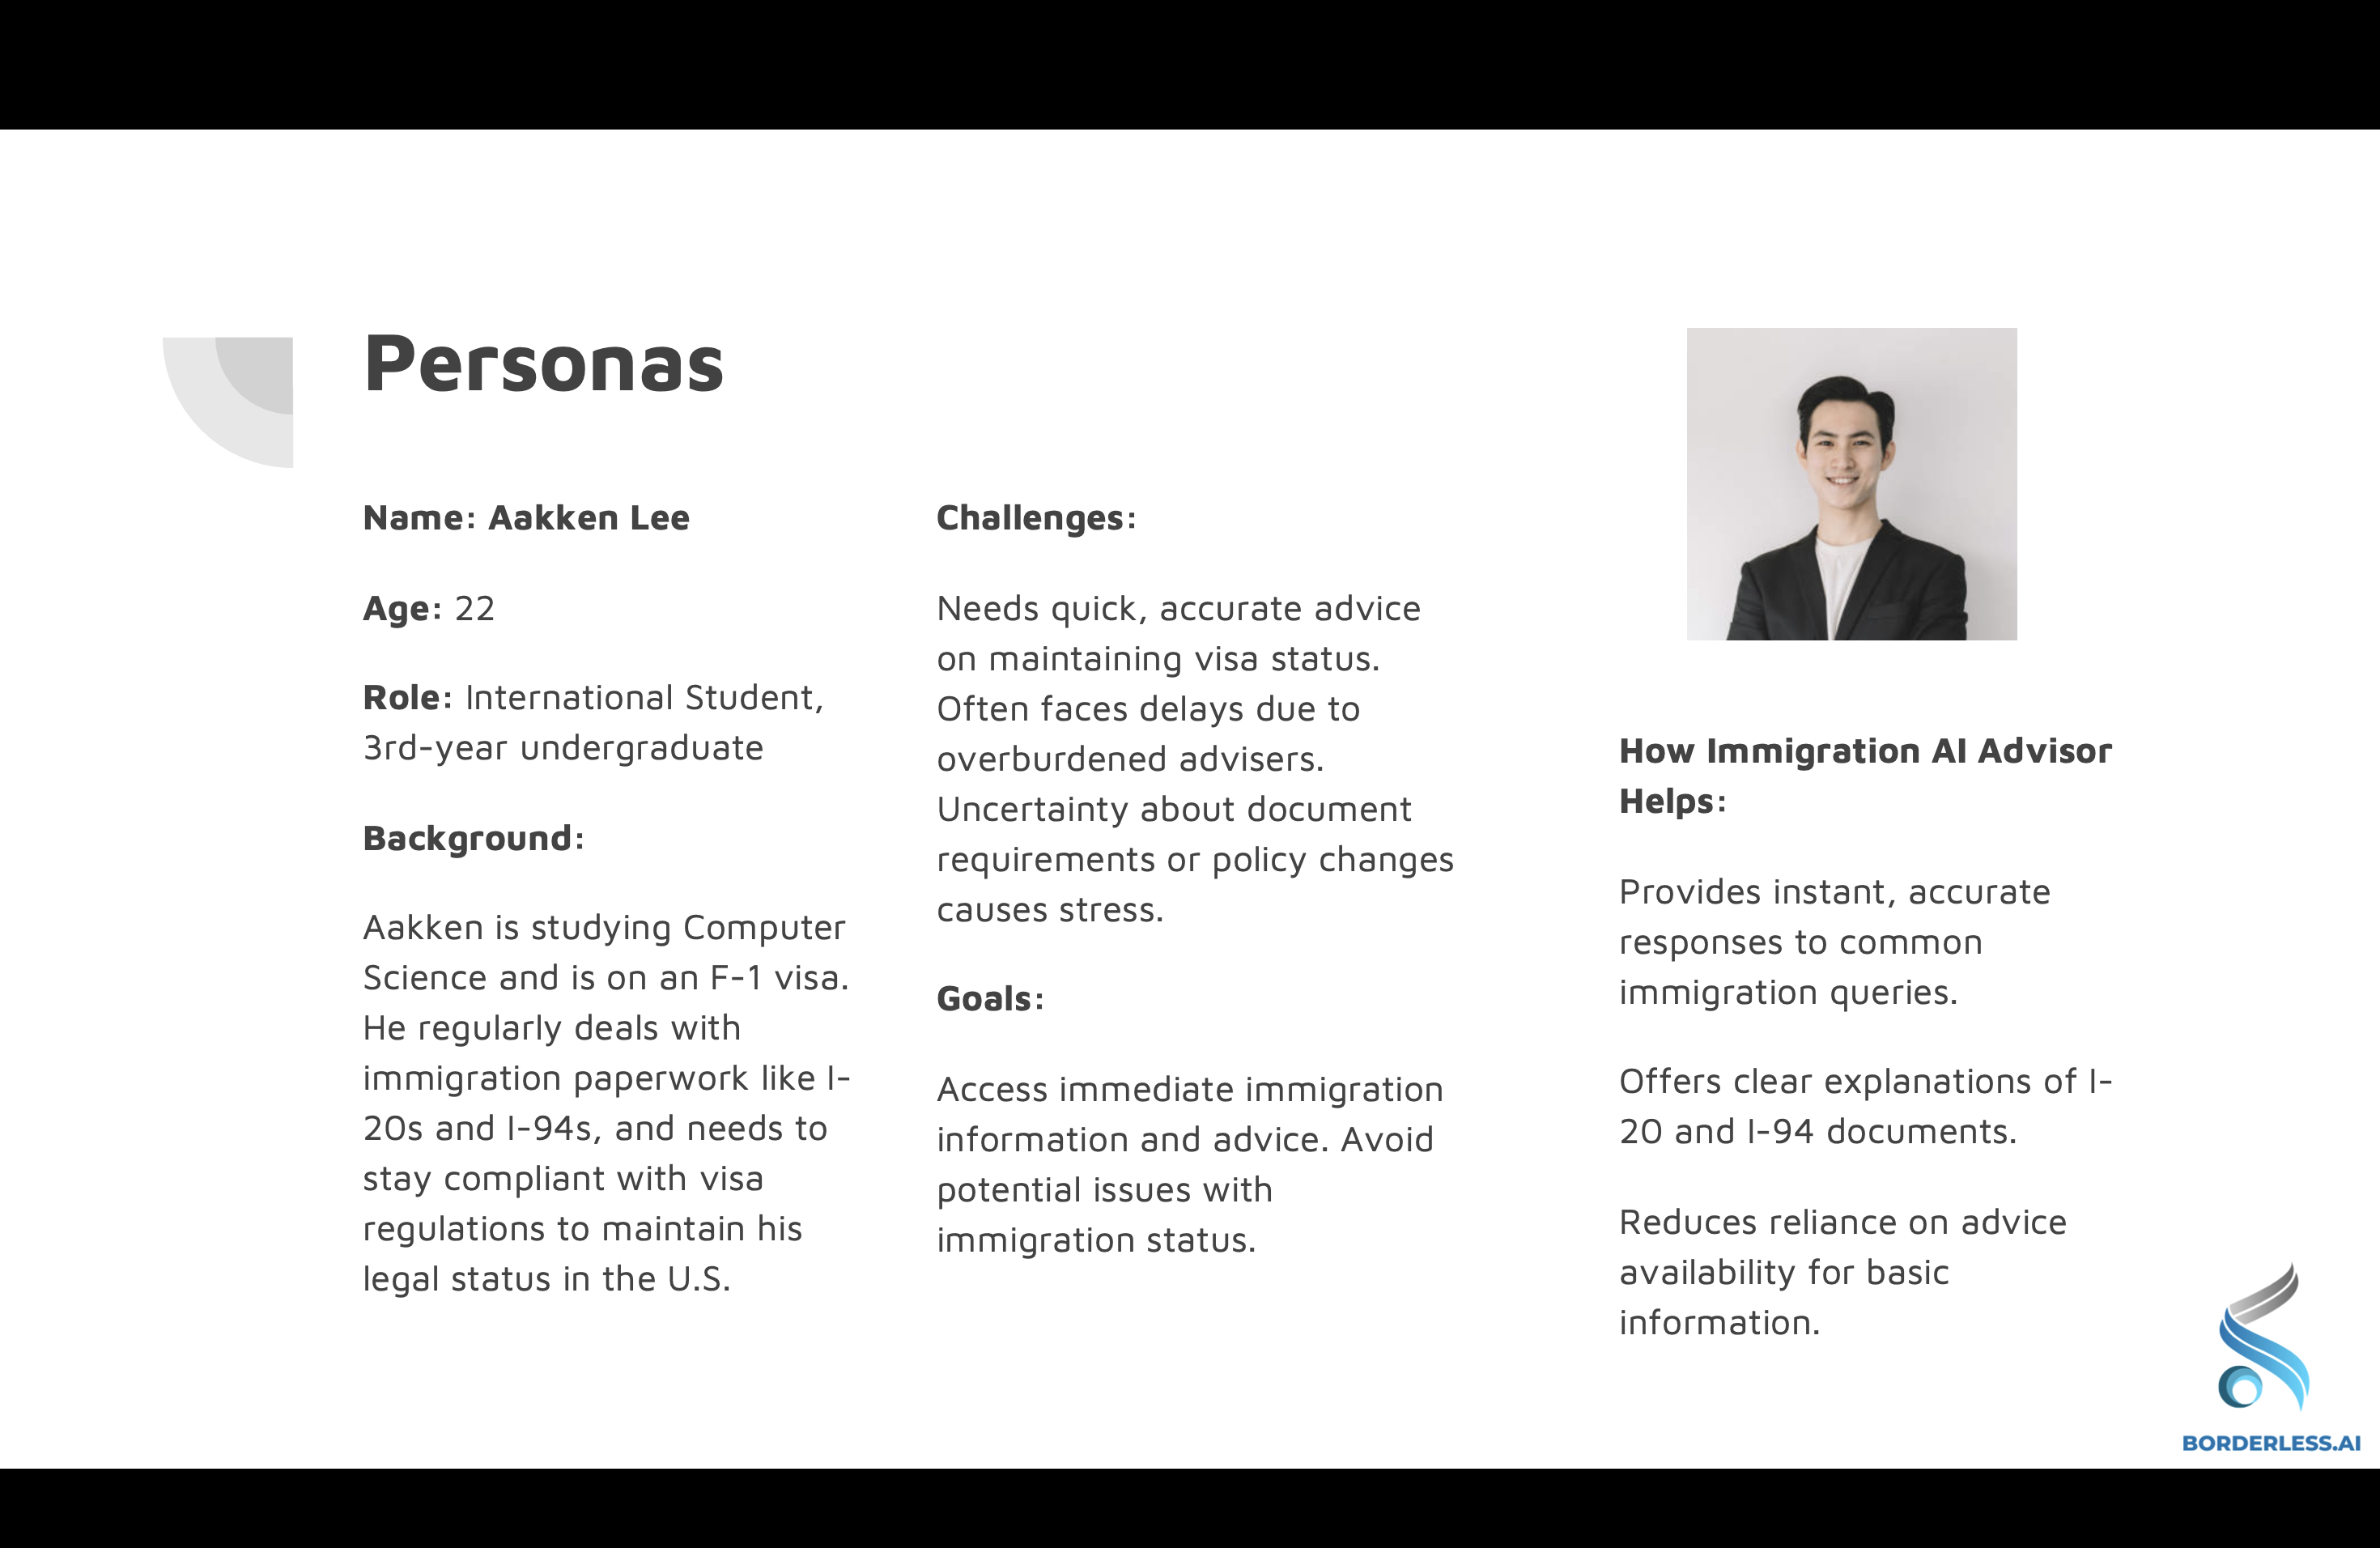 Personas
Name: Aakken Lee
Age: 22
Role: International Student,
3rd-year undergraduate
Background:
Aakken is studying Computer
Science and is on an F-1 visa.
He regularly deals with
immigration paperwork like I-
20s and I-94s, and needs to
stay compliant with visa
regulations to maintain his
legal status in the U.S.
Challenges:
Needs quick, accurate advice
on maintaining visa status.
Often faces delays due to
overburdened advisers.
Uncertainty about document
requirements or policy changes
causes stress.
Goals:
Access immediate immigration
information and advice. Avoid
potential issues with
immigration status.
How Immigration AI Advisor
Helps:
Provides instant, accurate
responses to common
immigration queries.
Offers clear explanations of I-
20 and I-94 documents.
Reduces reliance on advice
availability for basic
information.
BORDERLESS.AI